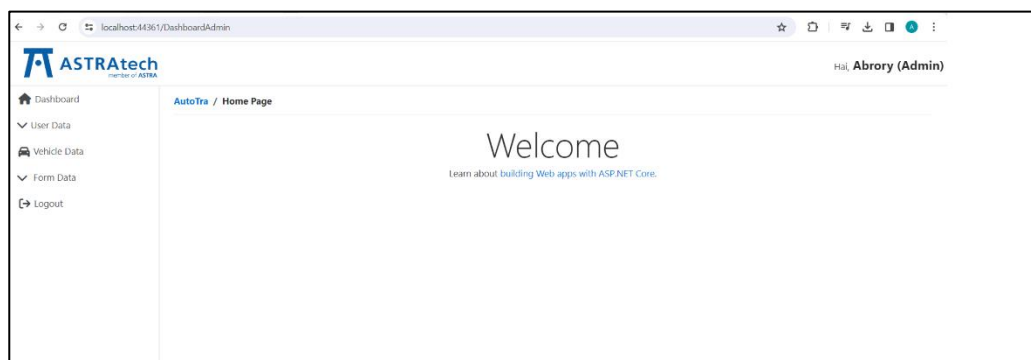 localhost:44361/DashboardAdmin
ASTRAtech
member of ASTRA
Hai, Abrory (Admin)
Dashboard
User Data
Vehicle Data
Form Data
Logout
AutoTra / Home Page
Welcome
Learn about building Web apps with ASP.NET Core.